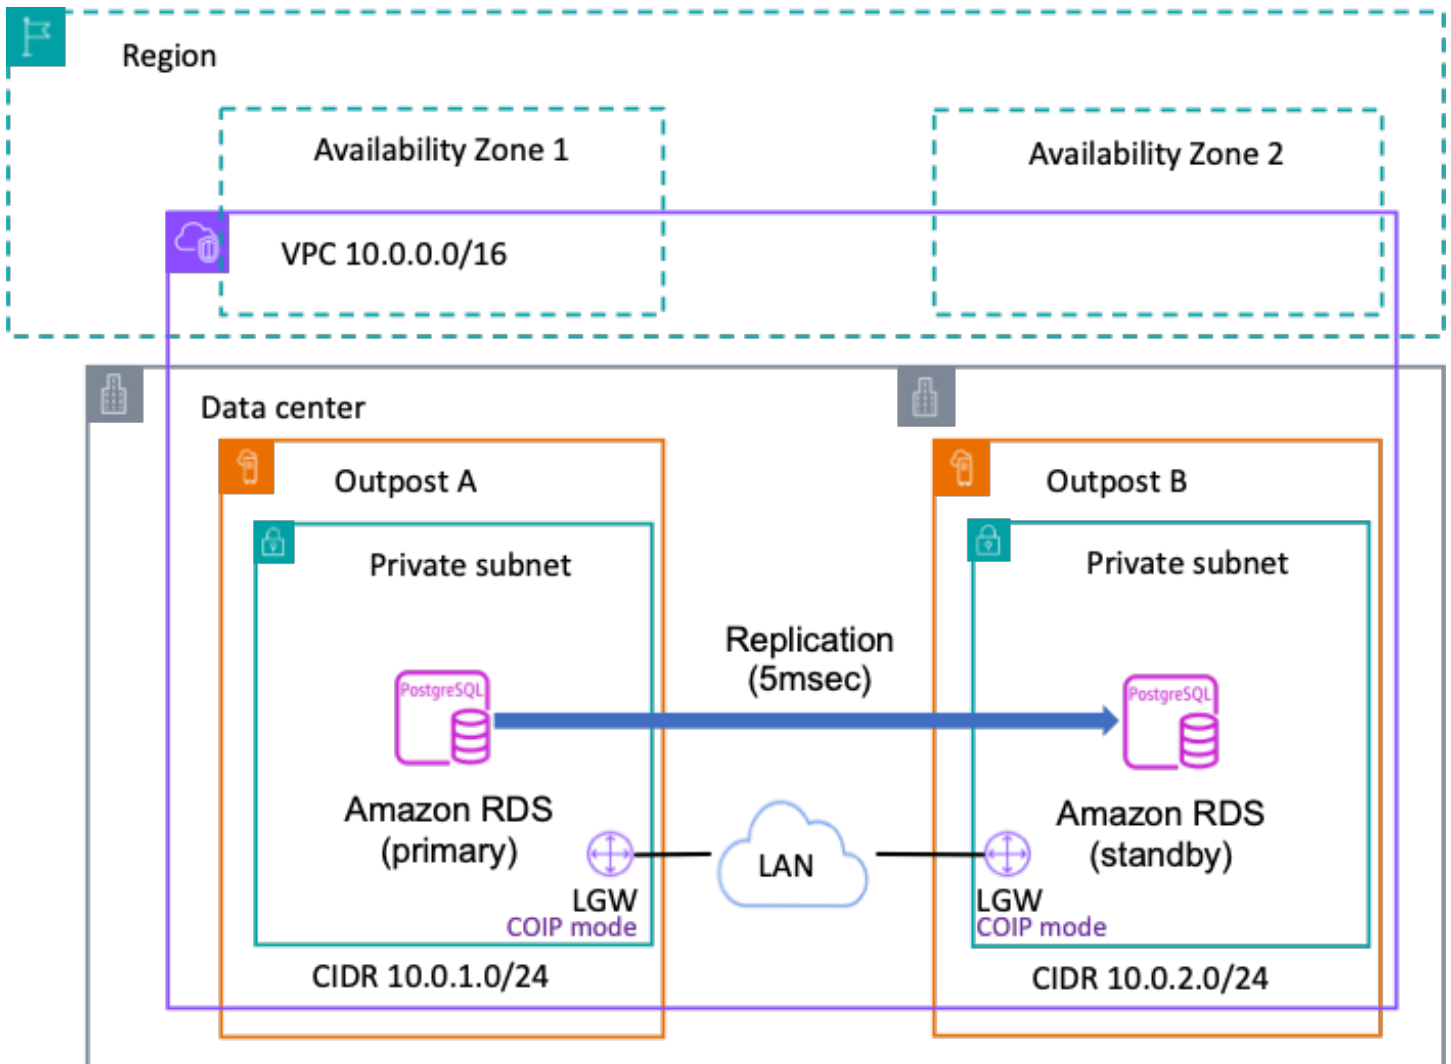 Region
Availability Zone 1
Availability Zone 2
VPC 10.0.0.0/16
Data center
Outpost A
Outpost B
Private subnet
Private subnet
Replication
(5msec)
PostgreSQL
PostgreSQL
Amazon RDS
(primary)
Amazon RDS
(standby)
LAN
LGW
COIP mode
LGW
COIP mode
CIDR 10.0.1.0/24
CIDR 10.0.2.0/24